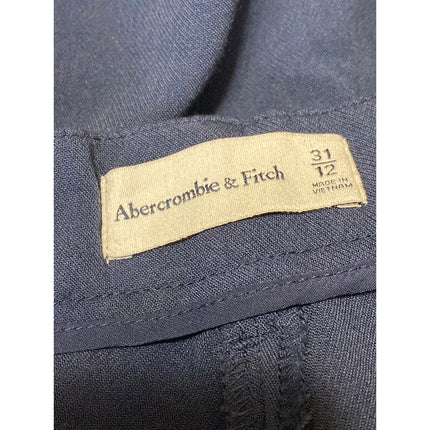 Abercrombie & Fitch
31
12
MADE IN
VIETNAM